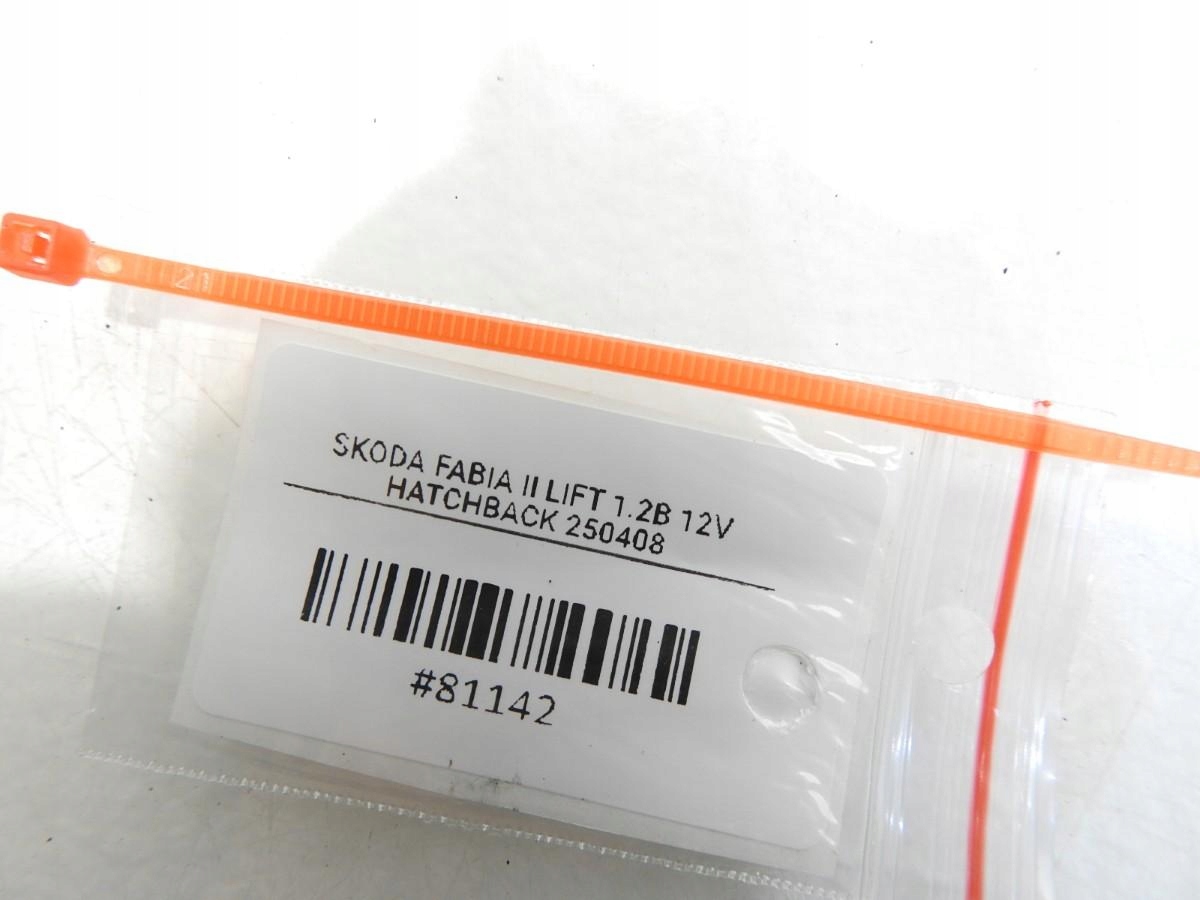 SKODA FABIA II LIFT 1.2B 12V
HATCHBACK 250408
#81142